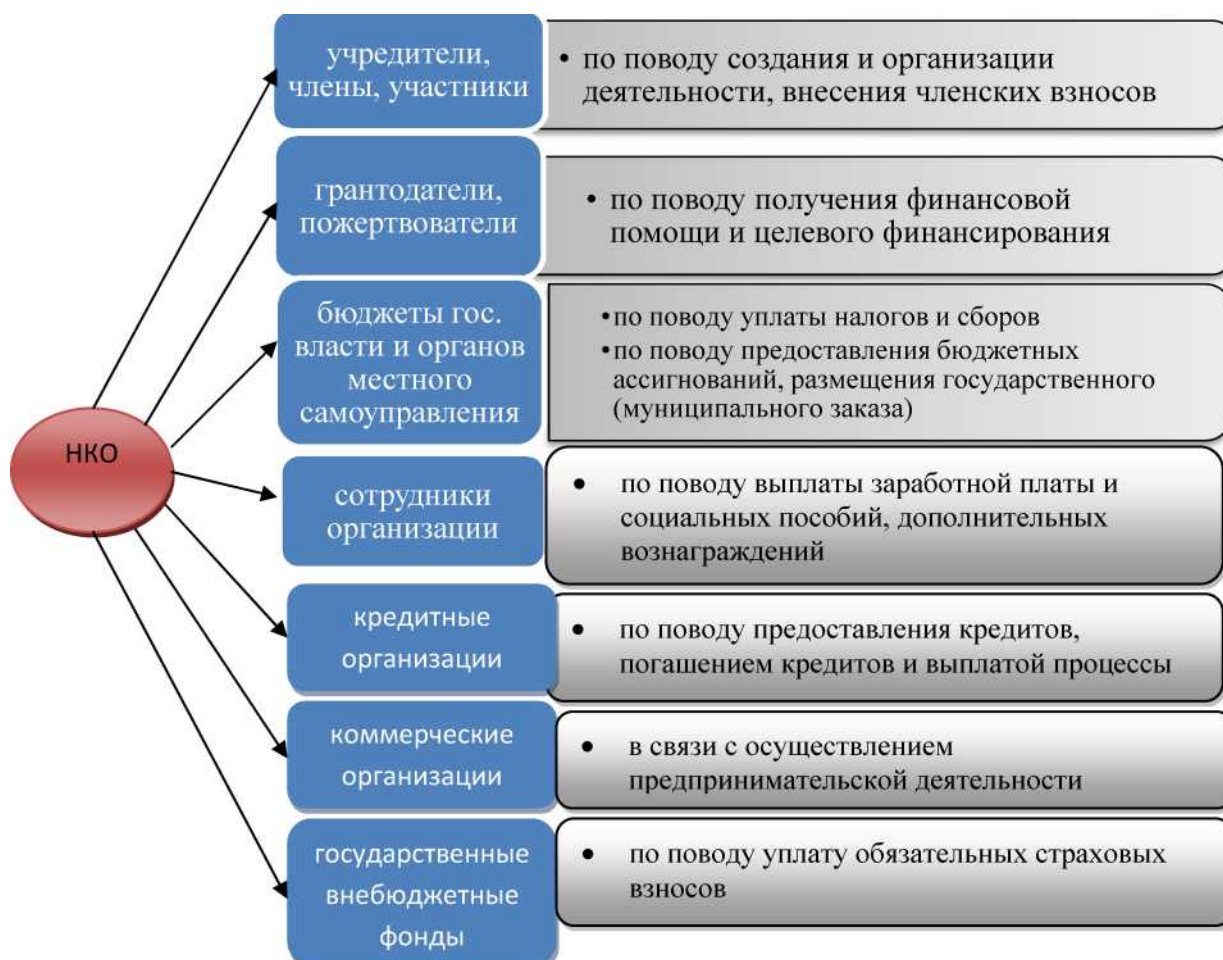 учредители,
члены, участники
• по поводу создания и организации
деятельности, внесения членских взносов
грантодатели,
пожертвователи
• по поводу получения финансовой
помощи и целевого финансирования
бюджеты гос.
власти и органов
местного
самоуправления
•по поводу уплаты налогов и сборов
•по поводу предоставления бюджетных
ассигнований, размещения государственного
(муниципального заказа)
НКО
сотрудники
организации
• по поводу выплаты заработной платы и
социальных пособий, дополнительных
вознаграждений
кредитные
организации
• по поводу предоставления кредитов,
погашением кредитов и выплатой процессы
коммерческие
организации
• в связи с осуществлением
предпринимательской деятельности
государственные
внебюджетные
фонды
• по поводу уплату обязательных страховых
взносов